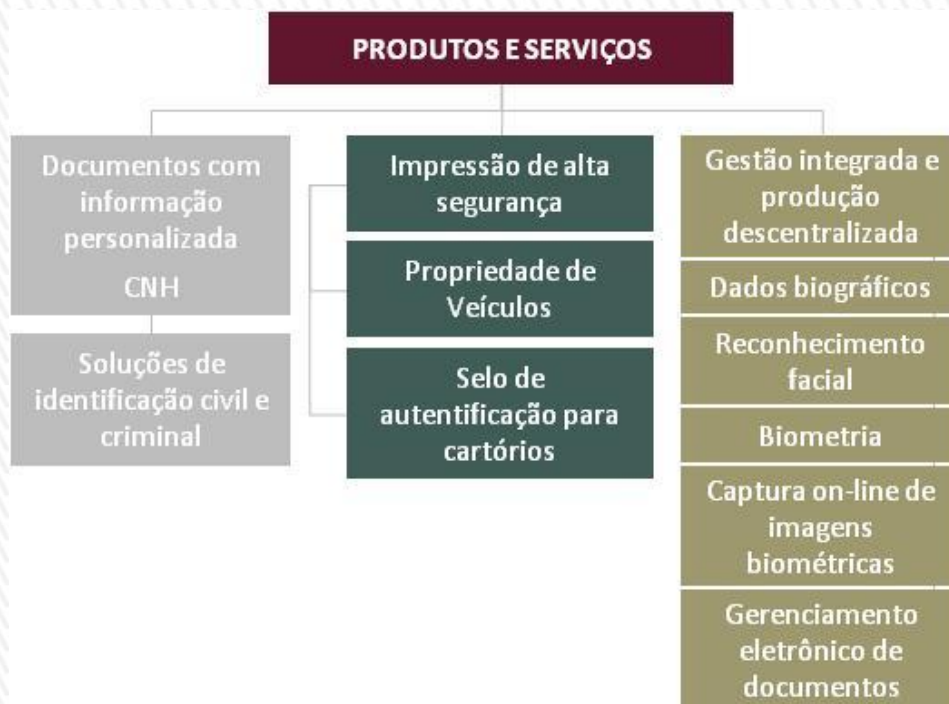 PRODUTOS E SERVIÇOS
Documentos com
informação
personalizada
CNH
Soluções de
identificação civil e
criminal
Impressão de alta
segurança
Propriedade de
Veículos
Selo de
autentificação para
cartórios
Gestão integrada e
produção
descentralizada
Dados biográficos
Reconhecimento
facial
Biometria
Captura on-line de
imagens
biométricas
Gerenciamento
eletrônico de
documentos